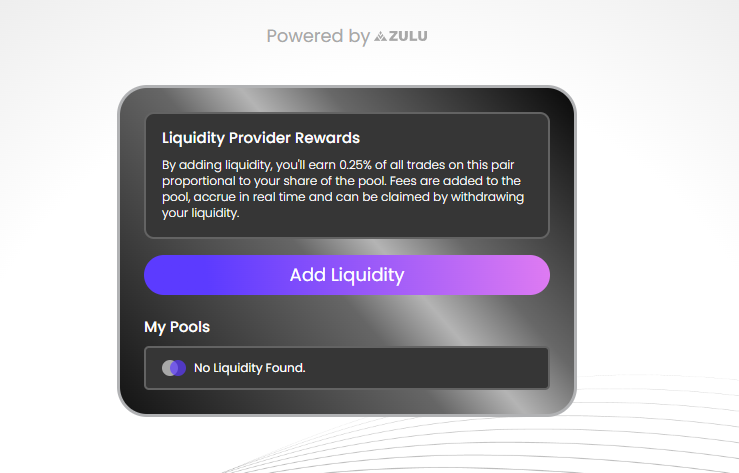 Powered by ZULU
Liquidity Provider Rewards
By adding liquidity, you'll earn 0.25% of all trades on this pair
proportional to your share of the pool. Fees are added to the
pool, accrue in real time and can be claimed by withdrawing
your liquidity.
Add Liquidity
My Pools
No Liquidity Found.